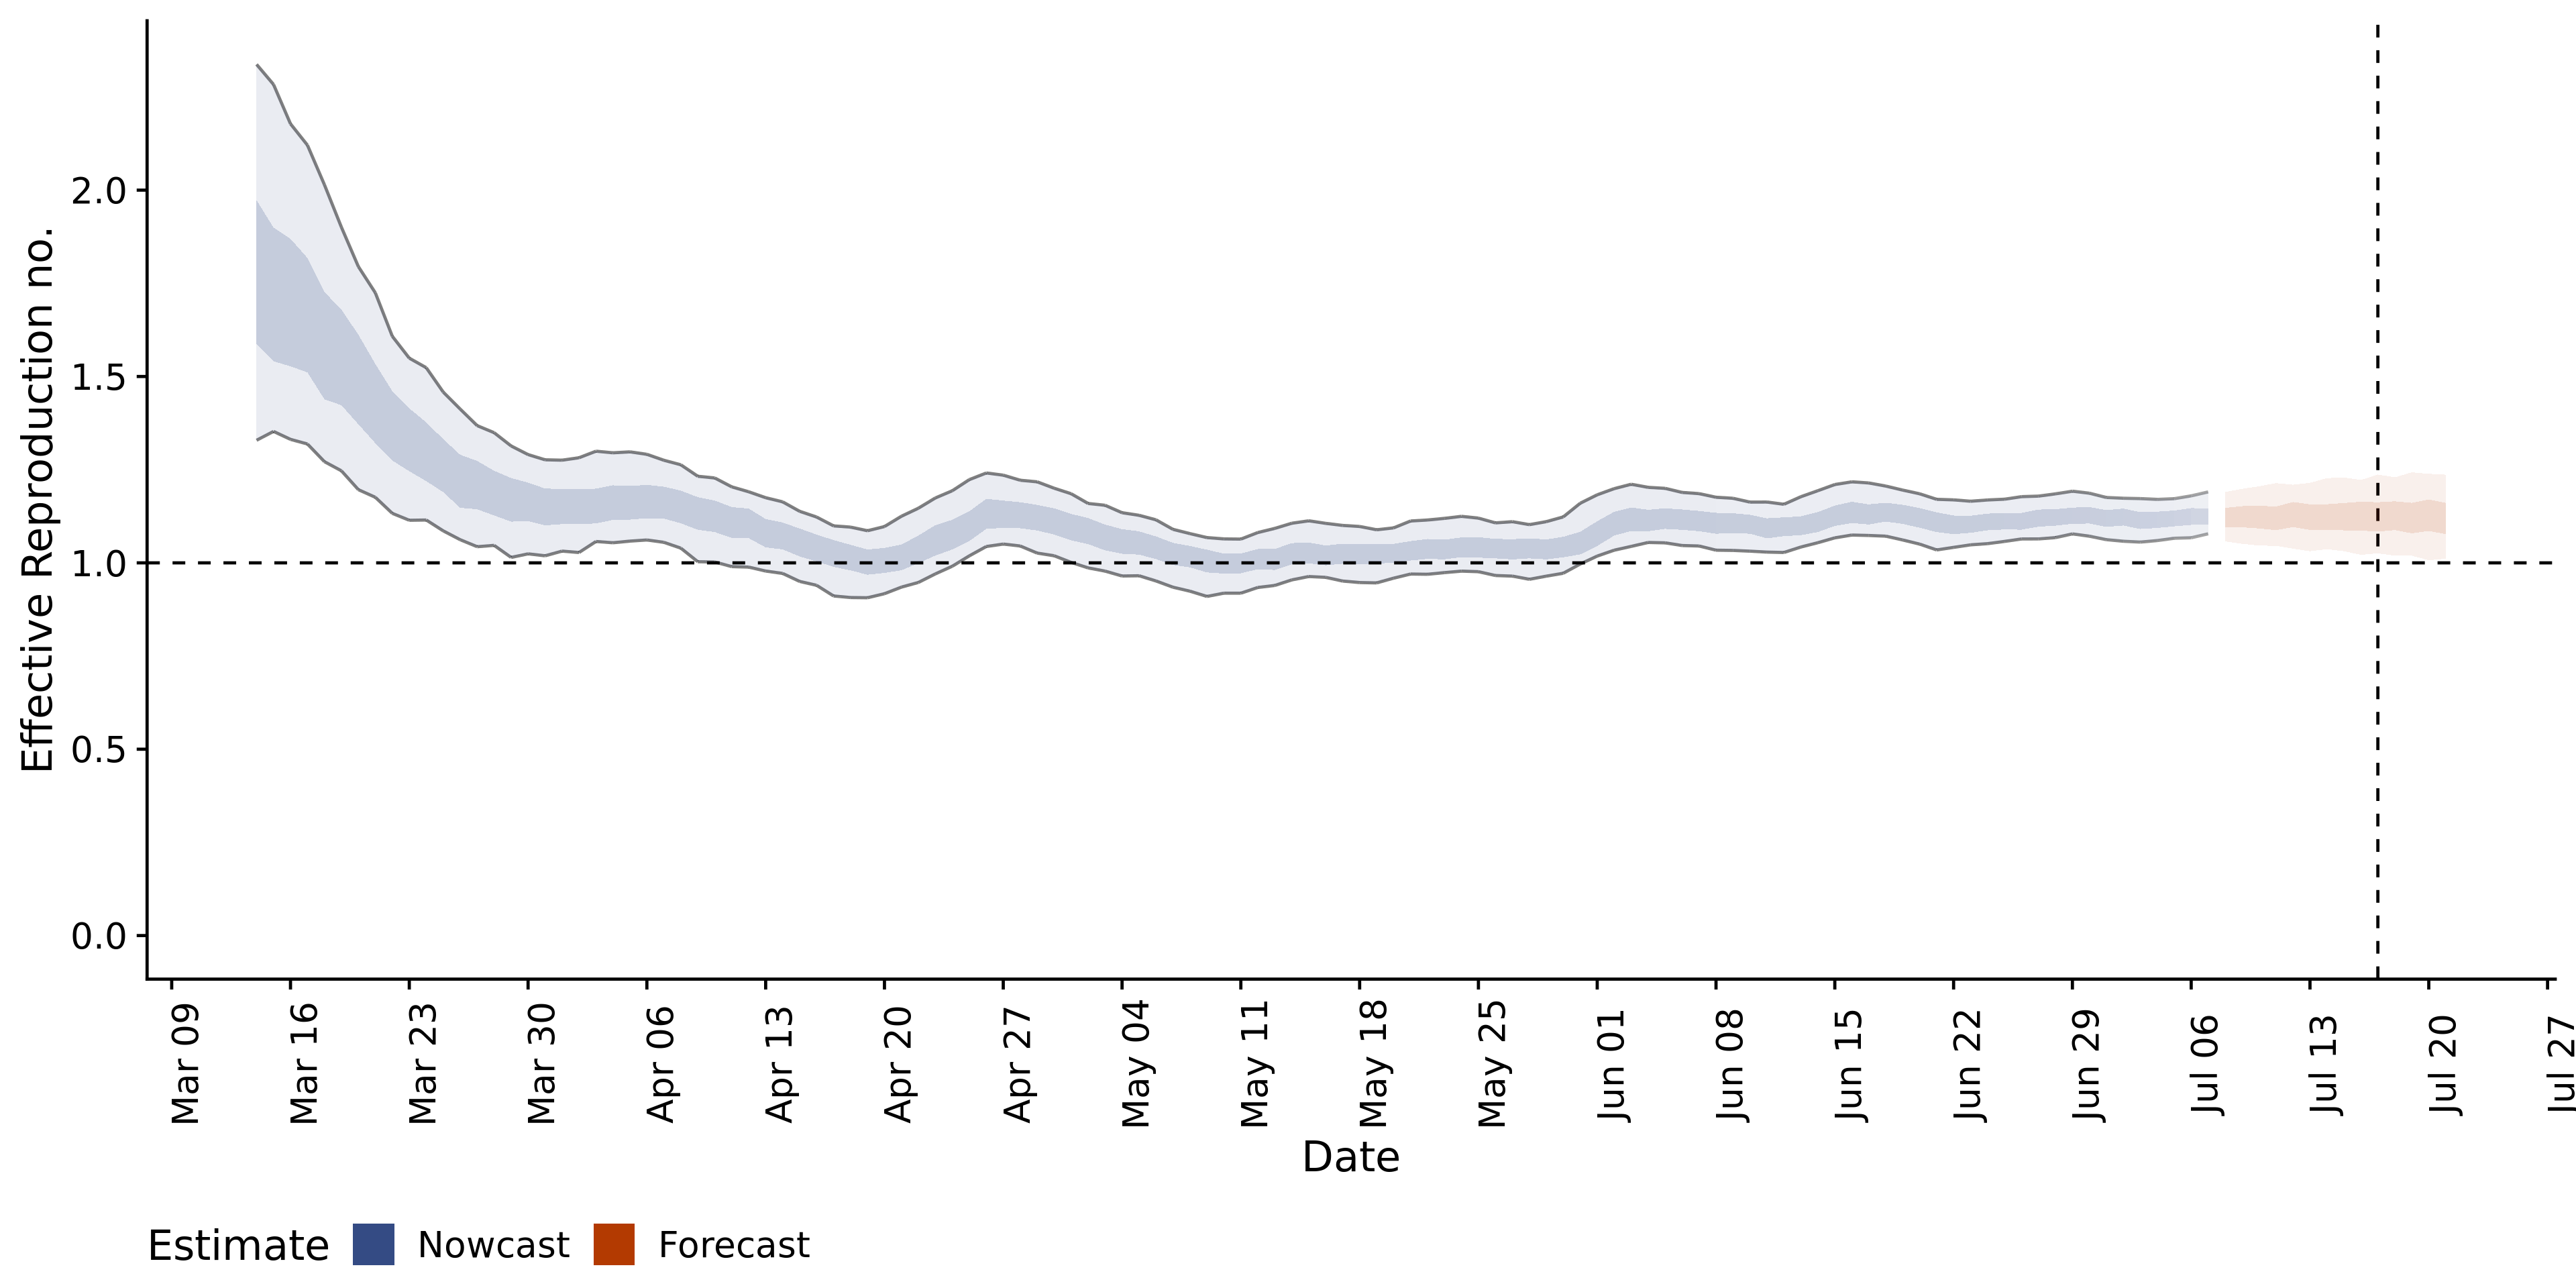 Effective Reproduction no.
2.0
1.5
1.0
0.5
0.0
Mar 09
Mar 16
Mar 23
Mar 30
Apr 06
Apr 13
Apr 20
Apr 27
May 04
May 11
May 18
May 25
Jun 01
Jun 08
Jun 15
Jun 22
Jun 29
Jul 06
Jul 13
Jul 20
Jul 27
Date
Estimate Nowcast Forecast